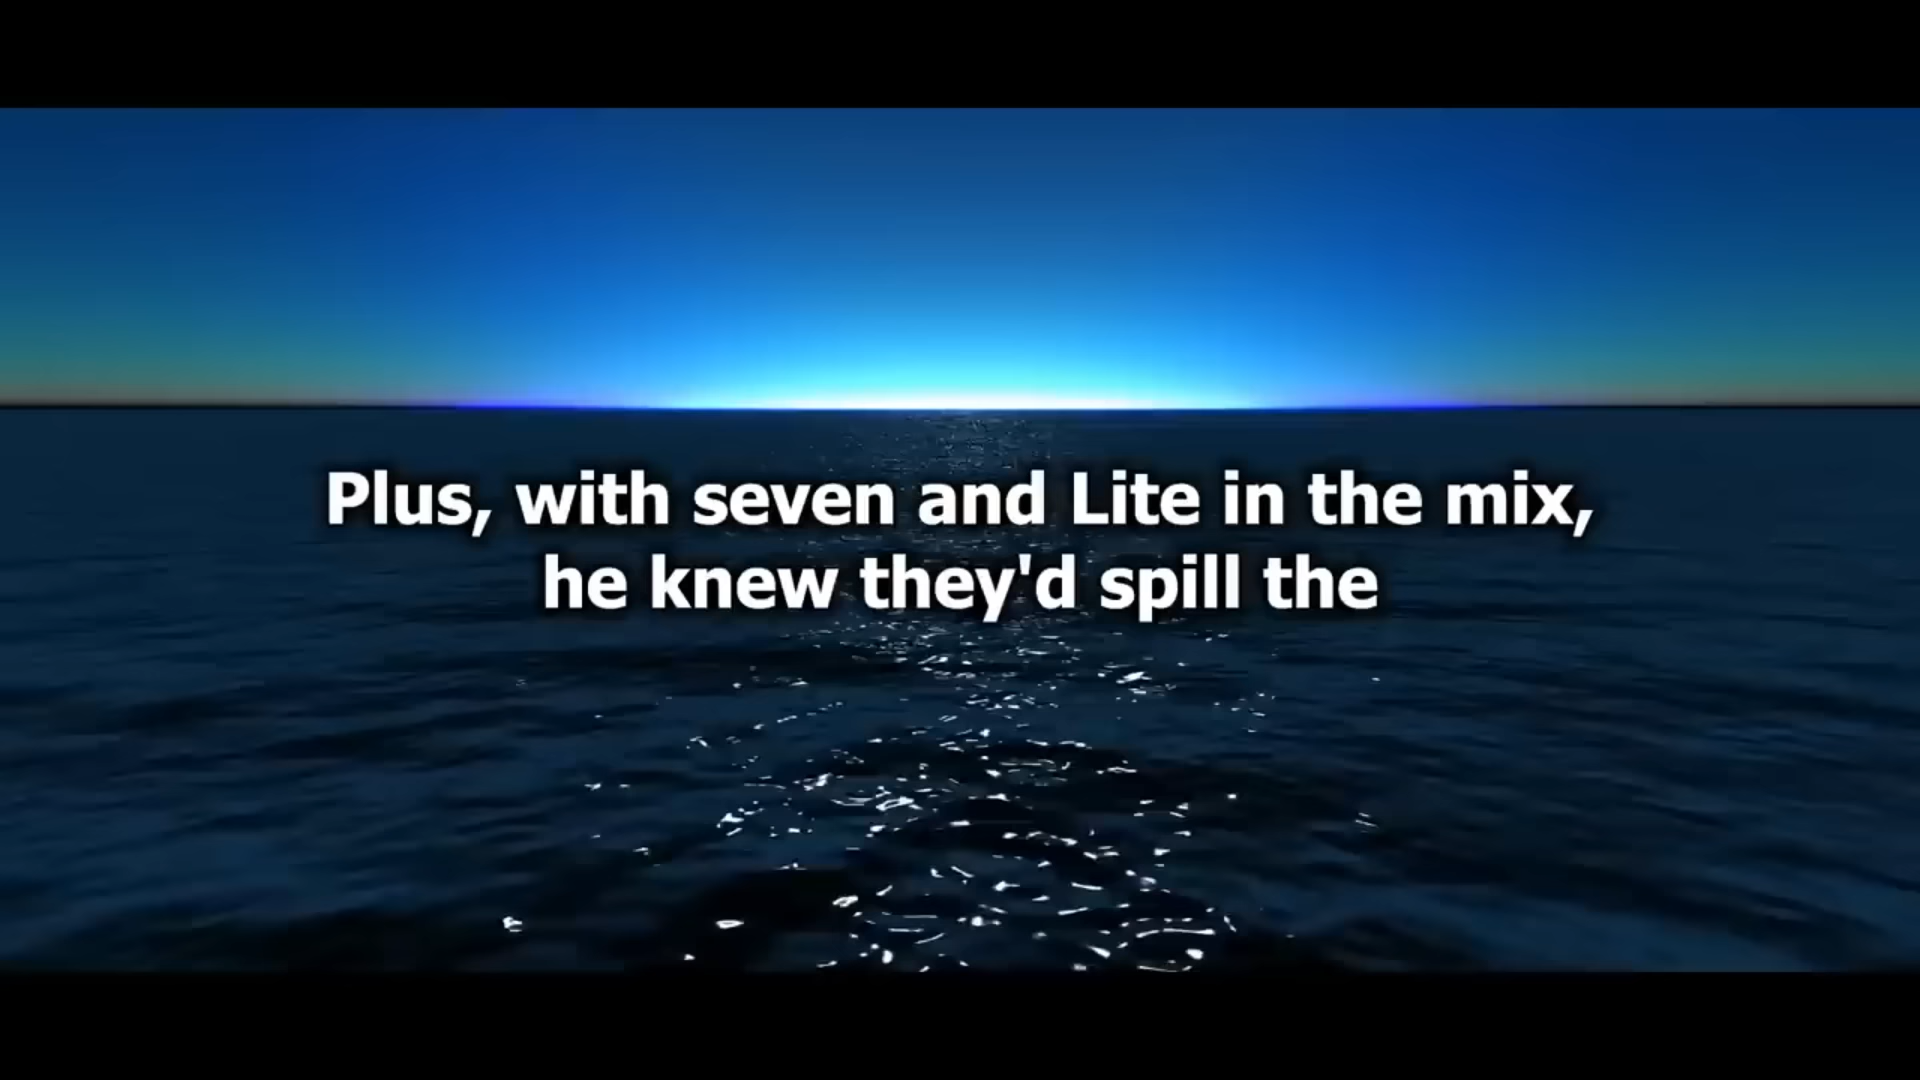 Plus, with seven and Lite in the mix,
he knew they'd spill the